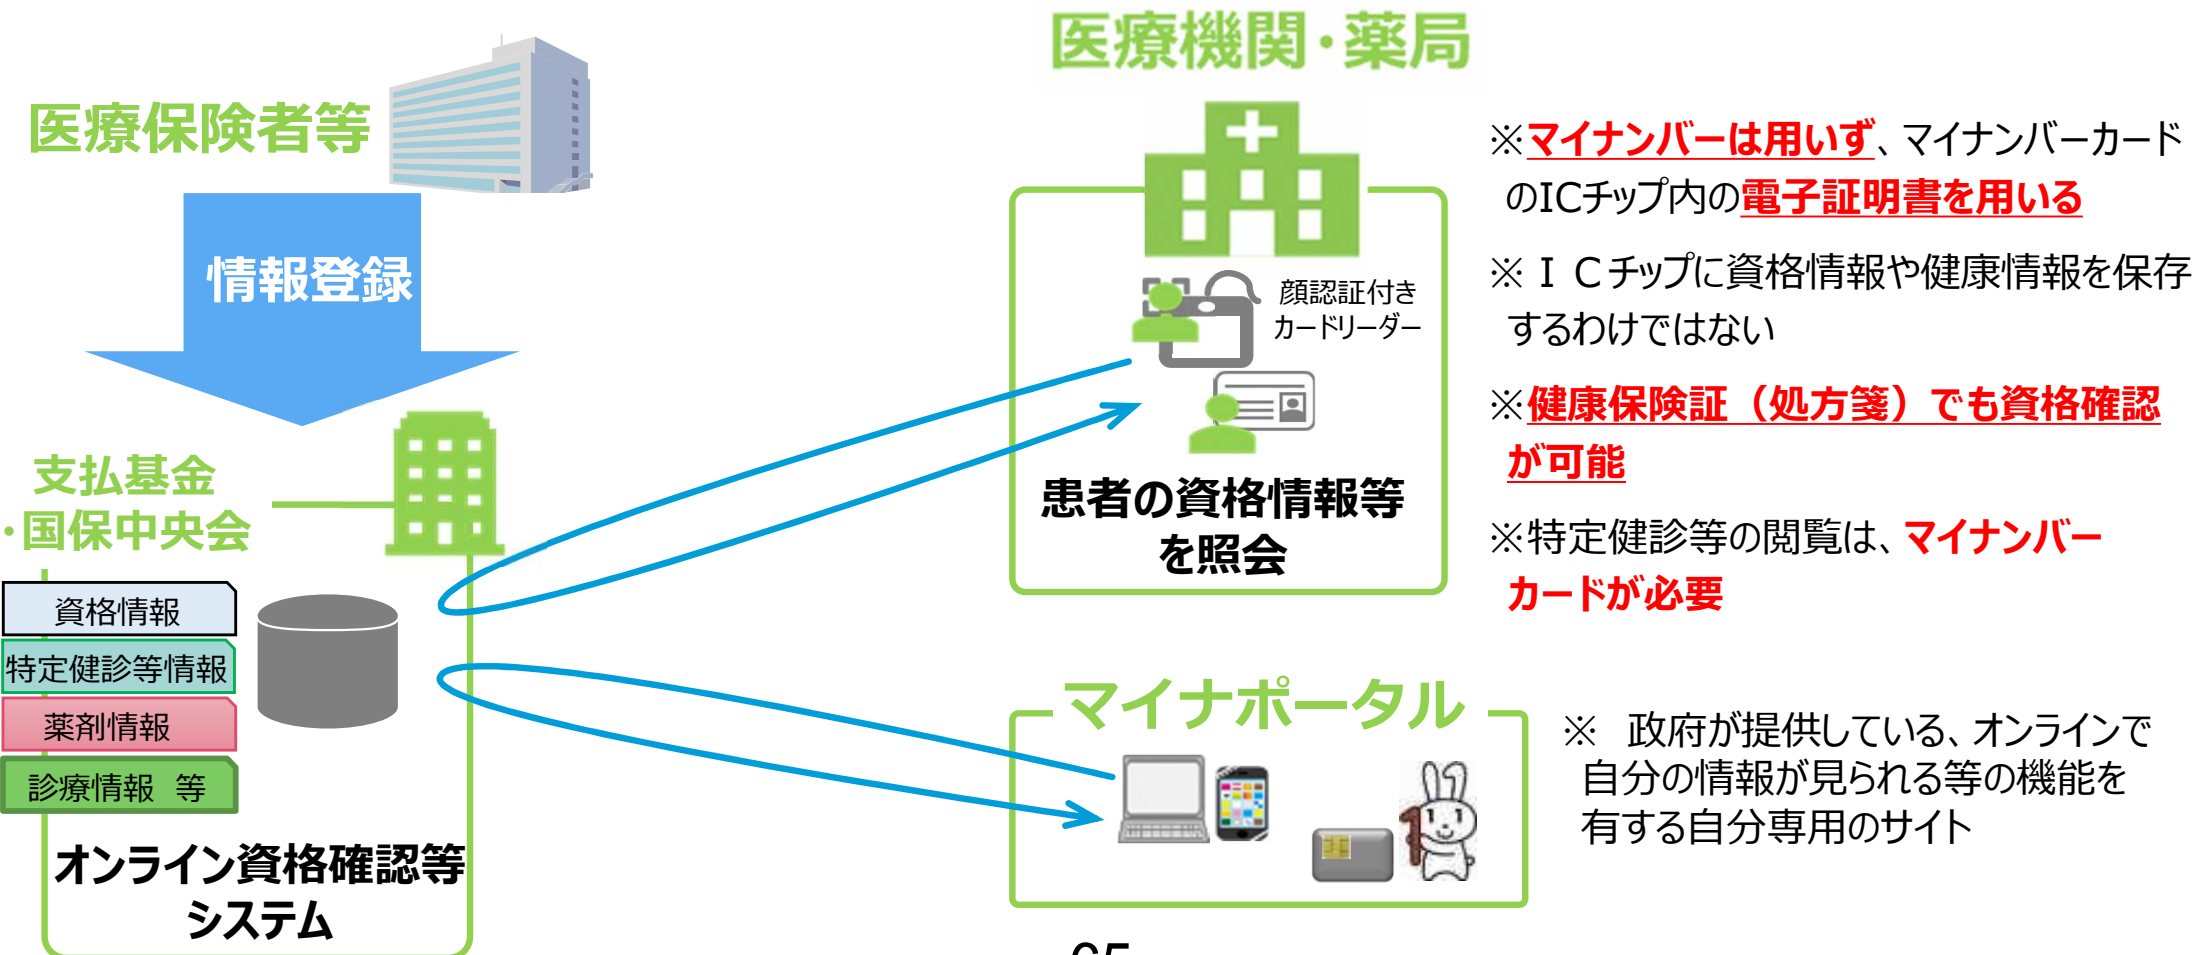 医療保険者等
情報登録
支払基金
・国保中央会
資格情報
特定健診等情報
薬剤情報
診療情報 等
オンライン資格確認等
システム
医療機関・薬局
顔認証付き
カードリーダー
患者の資格情報等
を照会
※マイナンバーは用いず、マイナンバーカード
のICチップ内の電子証明書を用いる
※ＩＣチップに資格情報や健康情報を保存
するわけではない
※健康保険証（処方箋）でも資格確認
が可能
※特定健診等の閲覧は、マイナンバー
カードが必要
マイナポータル
※ 政府が提供している、オンラインで
自分の情報が見られる等の機能を
有する自分専用のサイト